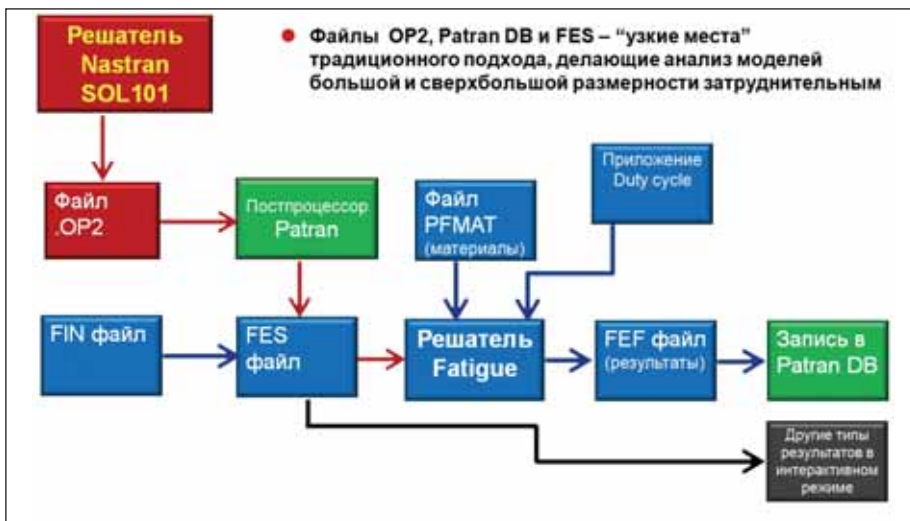 Решатель
Nastran
SOL101
Файлы OP2, Patran DB и FES – “узкие места”
традиционного подхода, делающие анализ моделей
большой и сверхбольшой размерности затруднительным
Файл
.OP2
Постпроцессор
Patran
Файл
PFMAT
(материалы)
Приложение
Duty cycle
FIN файл
FES
файл
Решатель
Fatigue
FEF файл
(результаты)
Запись в
Patran DB
Другие типы
результатов в
интерактивном
режиме